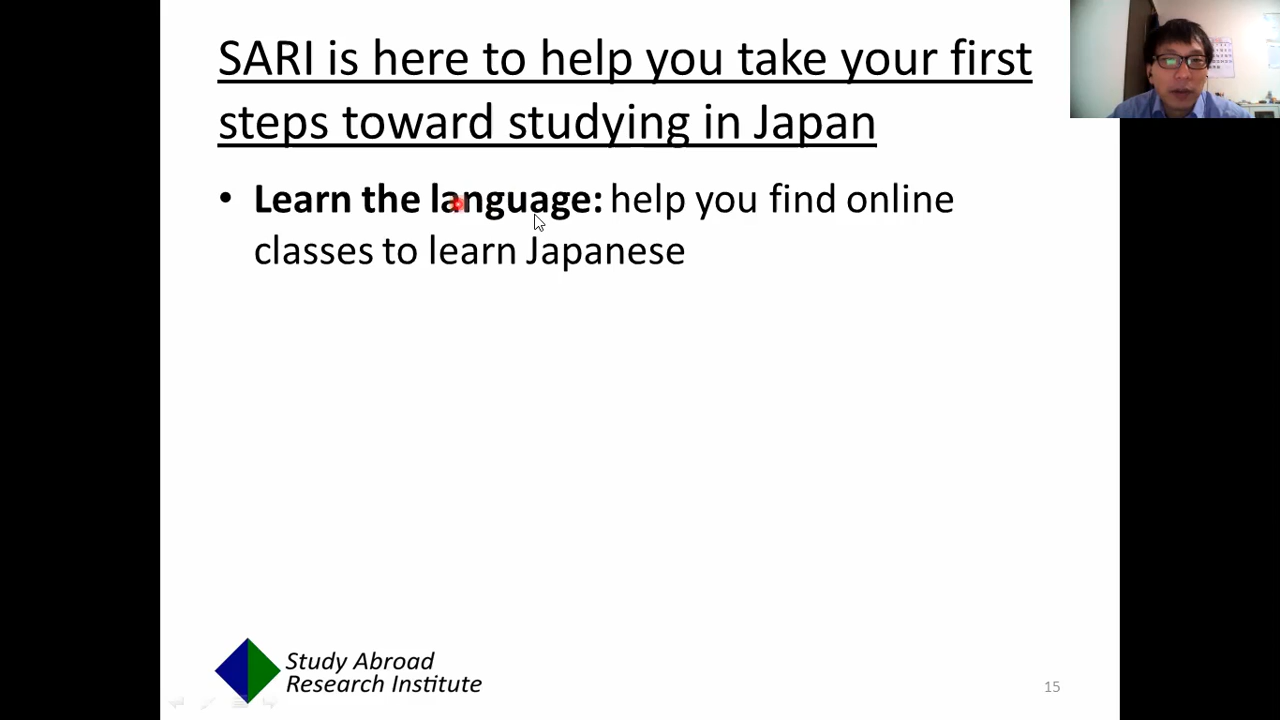 SARI is here to help you take your first
steps toward studying in Japan
• Learn the language: help you find online
classes to learn Japanese
Study Abroad
Research Institute
15